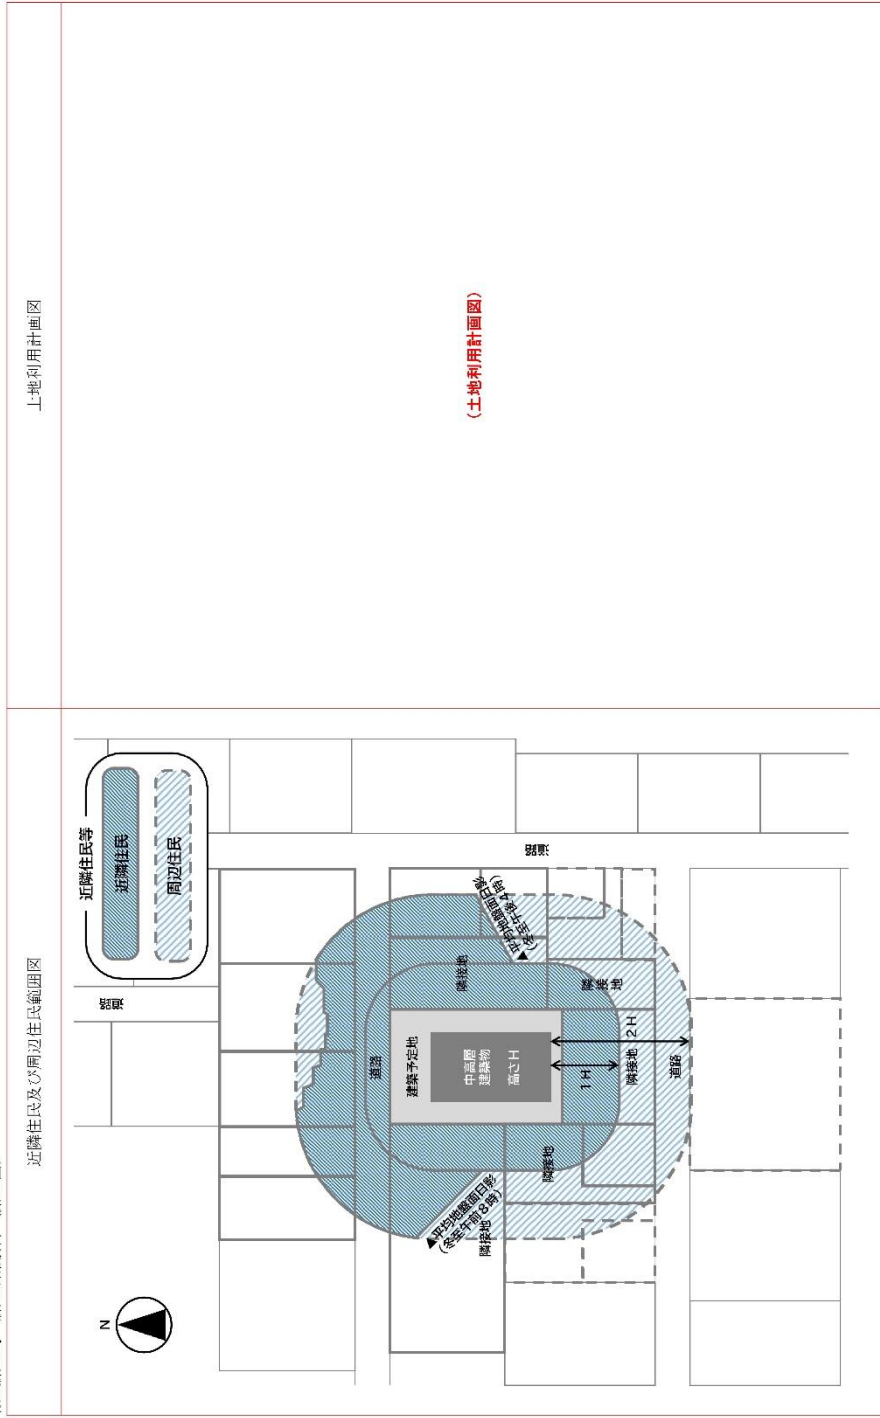 近隣住民及び周辺住民範囲図
土地利用計画図
N
道路
近隣住民等
近隣住民
周辺住民
道路
建築予定地
中高層
建築物
高さH
隣接地
道路
▲平均地盤面日影
(冬至午前8時)
隣接地
▲平均地盤面日影
(冬至午後4時)
隣接地
隣接地
1H
2H
隣接地
道路
(土地利用計画図)